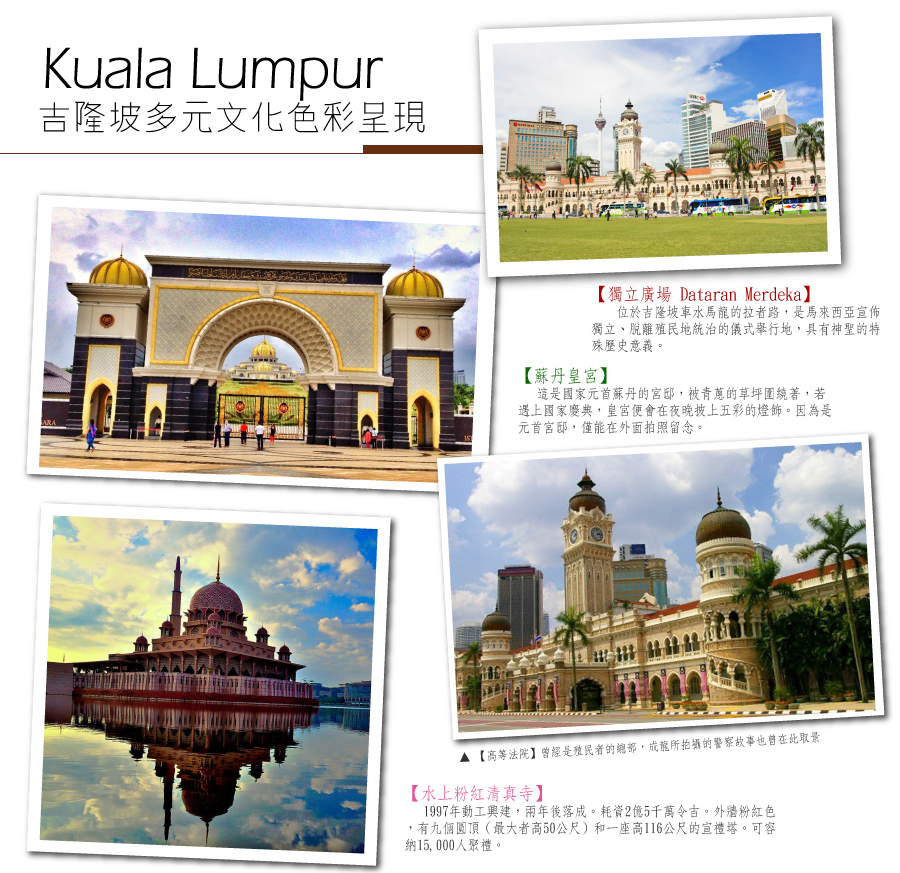 Kuala Lumpur
吉隆坡多元文化色彩呈現
【獨立廣場 Dataran Merdeka】
位於吉隆坡車水馬龍的拉者路，是馬來西亞宣佈
獨立、脫離殖民地統治的儀式舉行地，具有神聖的特
殊歷史意義。
【蘇丹皇宮】
這是國家元首蘇丹的宮邸，被青蔥的草坪圍繞著，若
遇上國家慶典，皇宮便會在夜晚披上五彩的燈飾。因為是
元首宮邸，僅能在外面拍照留念。
▲ 【高等法院】曾經是殖民者的總部，成龍所拍攝的警察故事也曾在此取景
【水上粉紅清真寺】
1997年動工興建，兩年後落成。耗資2億5千萬令吉。外牆粉紅色
，有九個圓頂（最大者高50公尺）和一座高116公尺的宣禮塔。可容
納15,000人聚禮。